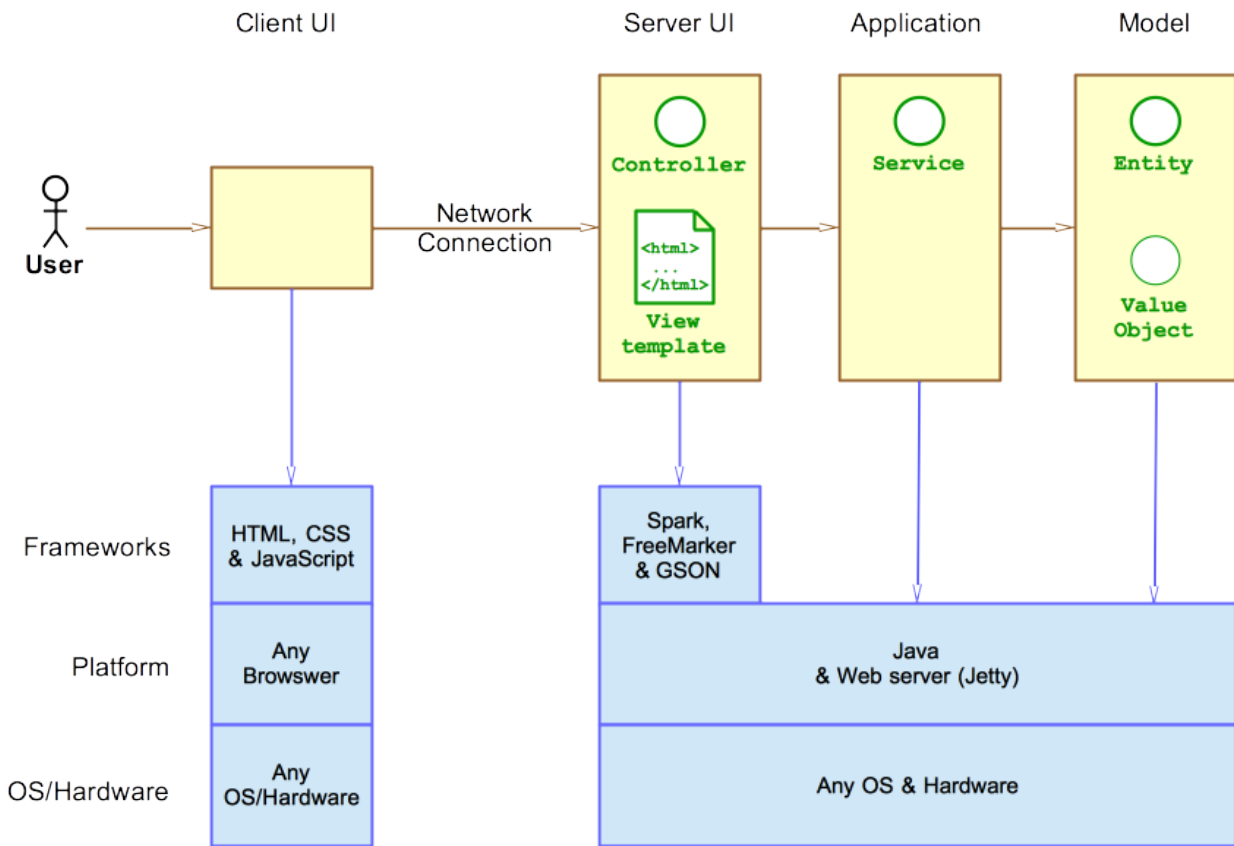 Client UI
Server UI
Application
Model
Controller
Service
Entity
User
Network
Connection
<html>
...
</html>
View
template
Value
Object
Frameworks
HTML, CSS
& JavaScript
Spark,
FreeMarker
& GSON
Platform
Any
Browswer
Java
& Web server (Jetty)
OS/Hardware
Any
OS/Hardware
Any OS & Hardware